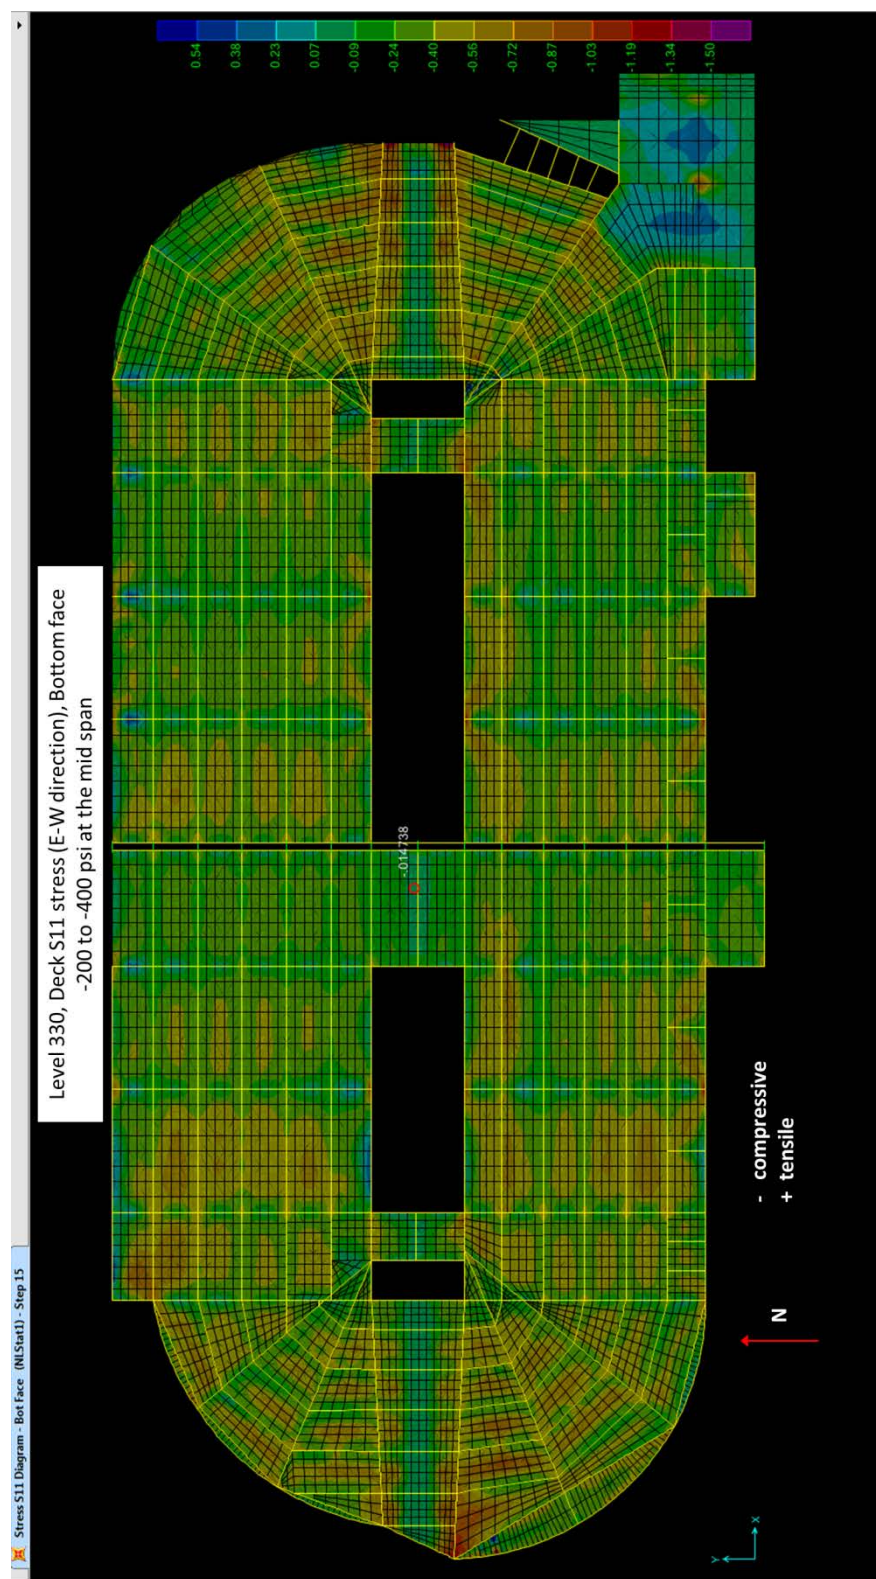 Stress S11 Diagram - Bot Face (NLStat1) - Step 15
Level 330, Deck S11 stress (E-W direction), Bottom face
-200 to -400 psi at the mid span
0.54
0.38
0.23
0.07
-0.09
-0.24
-0.40
-0.56
-0.72
-0.87
-1.03
-1.19
-1.34
-1.50
-.014738
- compressive
+ tensile
N
Y
X